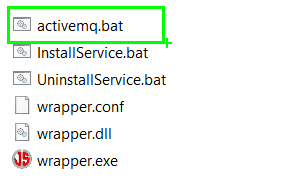 activemq.bat
InstallService.bat
UninstallService.bat
wrapper.conf
wrapper.dll
wrapper.exe